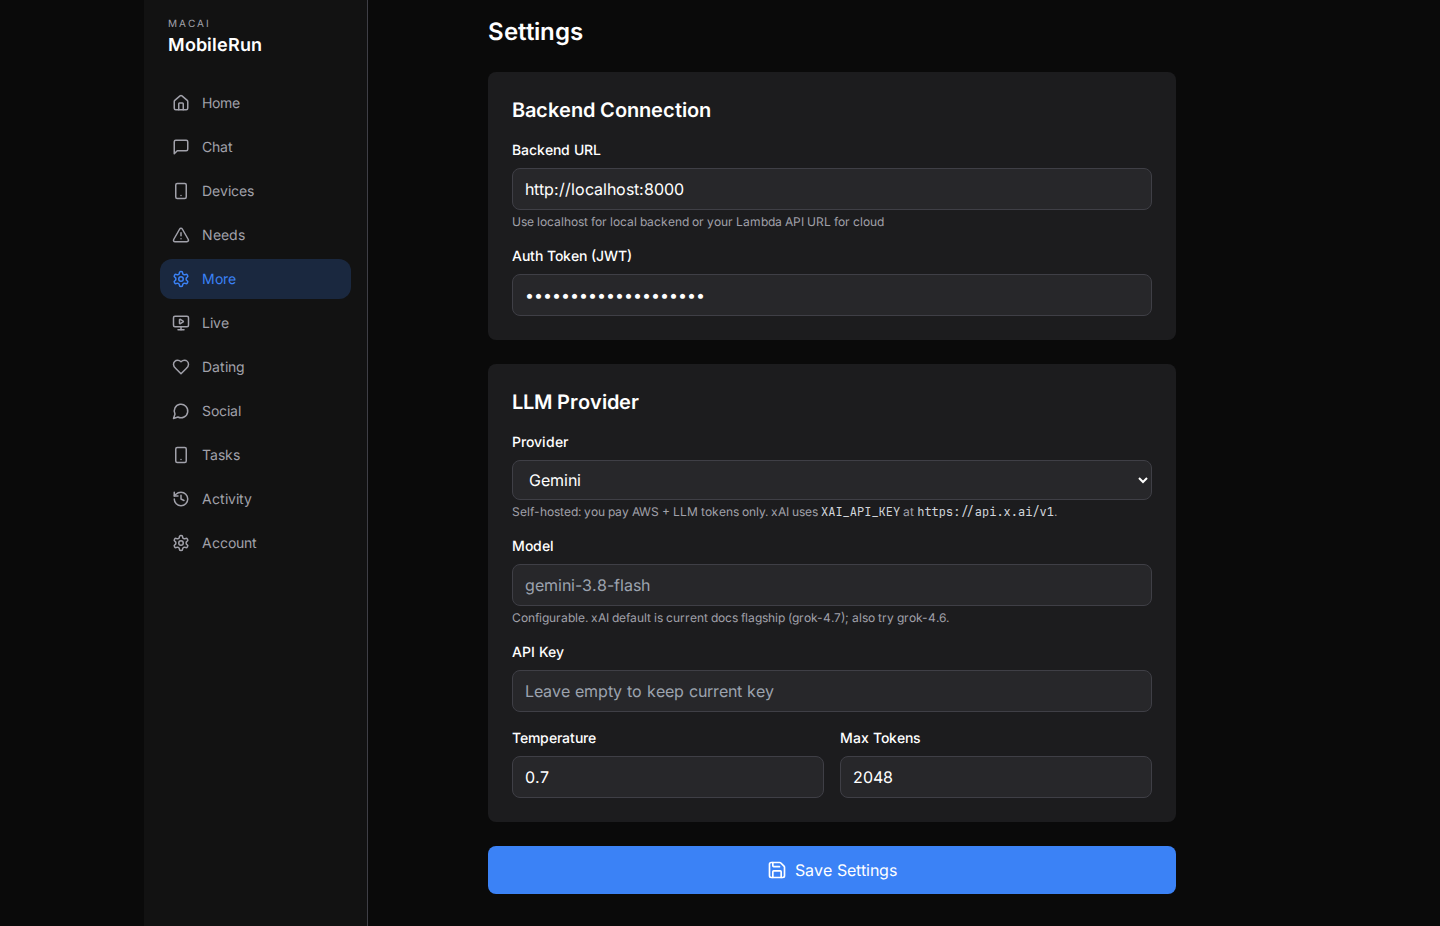 MACAI
MobileRun
Home
Chat
Devices
Needs
More
Live
Dating
Social
Tasks
Activity
Account
Settings
Backend Connection
Backend URL
http://localhost:8000
Use localhost for local backend or your Lambda API URL for cloud
Auth Token (JWT)
••••••••••••••••••••
LLM Provider
Provider
Gemini
Self-hosted: you pay AWS + LLM tokens only. xAI uses XAI_API_KEY at https://api.x.ai/v1.
Model
gemini-3.8-flash
Configurable. xAI default is current docs flagship (grok-4.7); also try grok-4.6.
API Key
Leave empty to keep current key
Temperature
Max Tokens
0.7
2048
Save Settings